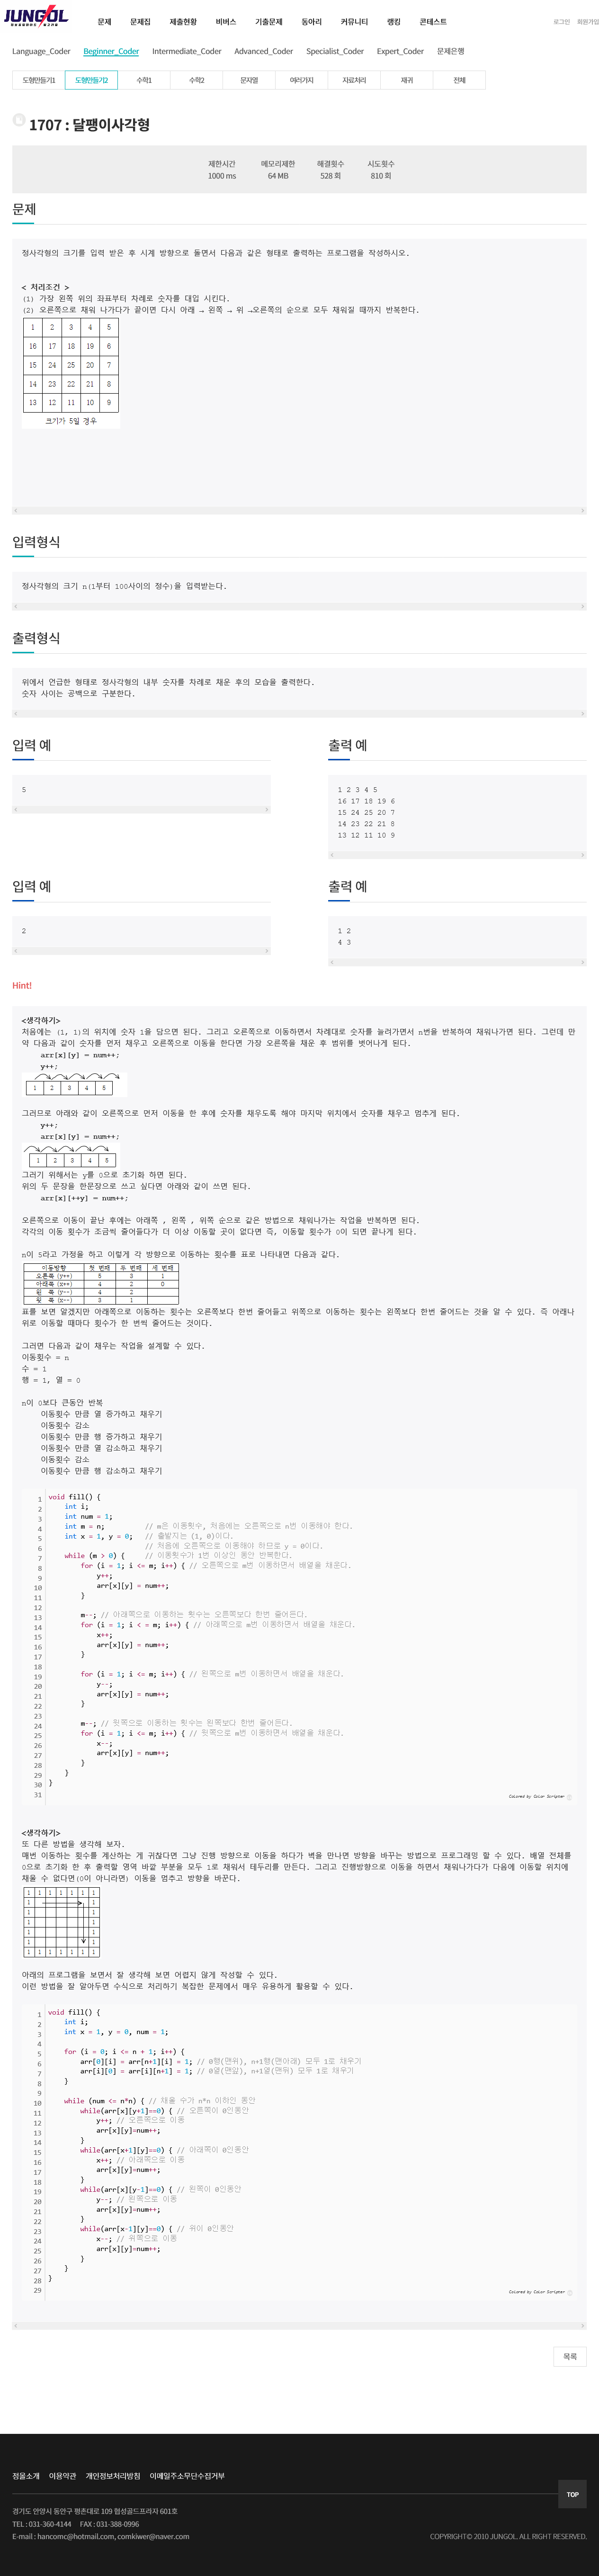 JUNGOL
문제 문제집 제출현황 비버스 기출문제 동아리 커뮤니티 랭킹 콘테스트
로그인 회원가입
Language_Coder Beginner_Coder Intermediate_Coder Advanced_Coder Specialist_Coder Expert_Coder 문제은행
도형만들기1 도형만들기2 수학1 수학2 문자열 여러가지 자료처리 재귀 전체
1707 : 달팽이사각형
제한시간 메모리제한 해결횟수 시도횟수
1000 ms 64 MB 528 회 810 회
문제
정사각형의 크기를 입력 받은 후 시계 방향으로 돌면서 다음과 같은 형태로 출력하는 프로그램을 작성하시오.
< 처리조건 >
(1) 가장 왼쪽 위의 좌표부터 차례로 숫자를 대입 시킨다.
(2) 오른쪽으로 채워 나가다가 끝이면 다시 아래 → 왼쪽 → 위 →오른쪽의 순으로 모두 채워질 때까지 반복한다.
1 2 3 4 5
16 17 18 19 6
15 24 25 20 7
14 23 22 21 8
13 12 11 10 9
크기가 5일 경우
입력형식
정사각형의 크기 n(1부터 100사이의 정수)을 입력받는다.
출력형식
위에서 언급한 형태로 정사각형의 내부 숫자를 차례로 채운 후의 모습을 출력한다.
숫자 사이는 공백으로 구분한다.
입력 예
5
출력 예
1 2 3 4 5
16 17 18 19 6
15 24 25 20 7
14 23 22 21 8
13 12 11 10 9
입력 예
2
출력 예
1 2
4 3
Hint!
<생각하기>
처음에는 (1, 1)의 위치에 숫자 1을 담으면 된다. 그리고 오른쪽으로 이동하면서 차례대로 숫자를 늘려가면서 n번을 반복하여 채워나가면 된다. 그런데 만
약 다음과 같이 숫자를 먼저 채우고 오른쪽으로 이동을 한다면 가장 오른쪽을 채운 후 범위를 벗어나게 된다.
arr[x][y] = num++;
y++;
1 2 3 4 5
그러므로 아래와 같이 오른쪽으로 먼저 이동을 한 후에 숫자를 채우도록 해야 마지막 위치에서 숫자를 채우고 멈추게 된다.
y++;
arr[x][y] = num++;
1 2 3 4 5
그러기 위해서는 y를 0으로 초기화 하면 된다.
위의 두 문장을 한문장으로 쓰고 싶다면 아래와 같이 쓰면 된다.
arr[x][++y] = num++;
오른쪽으로 이동이 끝난 후에는 아래쪽 , 왼쪽 , 위쪽 순으로 같은 방법으로 채워나가는 작업을 반복하면 된다.
각각의 이동 횟수가 조금씩 줄어들다가 더 이상 이동할 곳이 없다면 즉, 이동할 횟수가 0이 되면 끝나게 된다.
n이 5라고 가정을 하고 이렇게 각 방향으로 이동하는 횟수를 표로 나타내면 다음과 같다.
이동방향 첫 번째 두 번째 세 번째
오른쪽 (y++) 5 3 1
아래쪽 (x++) 4 2 0
왼 쪽 (y--) 4 2
위 쪽 (x--) 3 1
표를 보면 알겠지만 아래쪽으로 이동하는 횟수는 오른쪽보다 한번 줄어들고 위쪽으로 이동하는 횟수는 왼쪽보다 한번 줄어드는 것을 알 수 있다. 즉 아래나
위로 이동할 때마다 횟수가 한 번씩 줄어드는 것이다.
그러면 다음과 같이 채우는 작업을 설계할 수 있다.
이동횟수 = n
수 = 1
행 = 1, 열 = 0
n이 0보다 큰동안 반복
이동횟수 만큼 열 증가하고 채우기
이동횟수 감소
이동횟수 만큼 행 증가하고 채우기
이동횟수 만큼 열 감소하고 채우기
이동횟수 감소
이동횟수 만큼 행 감소하고 채우기
1 void fill() {
2 int i;
3 int num = 1;
4 int m = n; // m은 이동횟수, 처음에는 오른쪽으로 n번 이동해야 한다.
5 int x = 1, y = 0; // 출발지는 (1, 0)이다.
6 // 처음에 오른쪽으로 이동해야 하므로 y = 0이다.
7 while (m > 0) { // 이동횟수가 1번 이상인 동안 반복한다.
8 for (i = 1; i <= m; i++) { // 오른쪽으로 m번 이동하면서 배열을 채운다.
9 y++;
10 arr[x][y] = num++;
11 }
12
13 m--; // 아래쪽으로 이동하는 횟수는 오른쪽보다 한번 줄어든다.
14 for (i = 1; i < = m; i++) { // 아래쪽으로 m번 이동하면서 배열을 채운다.
15 x++;
16 arr[x][y] = num++;
17 }
18
19 for (i = 1; i <= m; i++) { // 왼쪽으로 m번 이동하면서 배열을 채운다.
20 y--;
21 arr[x][y] = num++;
22 }
23
24 m--; // 윗쪽으로 이동하는 횟수는 왼쪽보다 한번 줄어든다.
25 for (i = 1; i <= m; i++) { // 윗쪽으로 m번 이동하면서 배열을 채운다.
26 x--;
27 arr[x][y] = num++;
28 }
29 }
30 }
31
Colored by Color Scripter
<생각하기>
또 다른 방법을 생각해 보자.
매번 이동하는 횟수를 계산하는 게 귀찮다면 그냥 진행 방향으로 이동을 하다가 벽을 만나면 방향을 바꾸는 방법으로 프로그래밍 할 수 있다. 배열 전체를
0으로 초기화 한 후 출력할 영역 바깥 부분을 모두 1로 채워서 테두리를 만든다. 그리고 진행방향으로 이동을 하면서 채워나가다가 다음에 이동할 위치에
채울 수 없다면(0이 아니라면) 이동을 멈추고 방향을 바꾼다.
1 1 1 1 1 1 1
1 1
1 1
1 1
1 1
1 1
1 1 1 1 1 1 1
아래의 프로그램을 보면서 잘 생각해 보면 어렵지 않게 작성할 수 있다.
이런 방법을 잘 알아두면 수식으로 처리하기 복잡한 문제에서 매우 유용하게 활용할 수 있다.
1 void fill() {
2 int i;
3 int x = 1, y = 0, num = 1;
4
5 for (i = 0; i <= n + 1; i++) {
6 arr[0][i] = arr[n+1][i] = 1; // 0행(맨위), n+1행(맨아래) 모두 1로 채우기
7 arr[i][0] = arr[i][n+1] = 1; // 0열(맨앞), n+1열(맨뒤) 모두 1로 채우기
8 }
9
10 while (num <= n*n) { // 채울 수가 n*n 이하인 동안
11 while(arr[x][y+1]==0) { // 오른쪽이 0인동안
12 y++; // 오른쪽으로 이동
13 arr[x][y]=num++;
14 }
15 while(arr[x+1][y]==0) { // 아래쪽이 0인동안
16 x++; // 아래쪽으로 이동
17 arr[x][y]=num++;
18 }
19 while(arr[x][y-1]==0) { // 왼쪽이 0인동안
20 y--; // 왼쪽으로 이동
21 arr[x][y]=num++;
22 }
23 while(arr[x-1][y]==0) { // 위이 0인동안
24 x--; // 위쪽으로 이동
25 arr[x][y]=num++;
26 }
27 }
28 }
29
Colored by Color Scripter
목록
정올소개 이용약관 개인정보처리방침 이메일주소무단수집거부
TOP
경기도 안양시 동안구 평촌대로 109 협성골드프라자 601호
TEL : 031-360-4144 FAX : 031-388-0996
E-mail : hancomc@hotmail.com, comkiwer@naver.com
COPYRIGHT© 2010 JUNGOL. ALL RIGHT RESERVED.